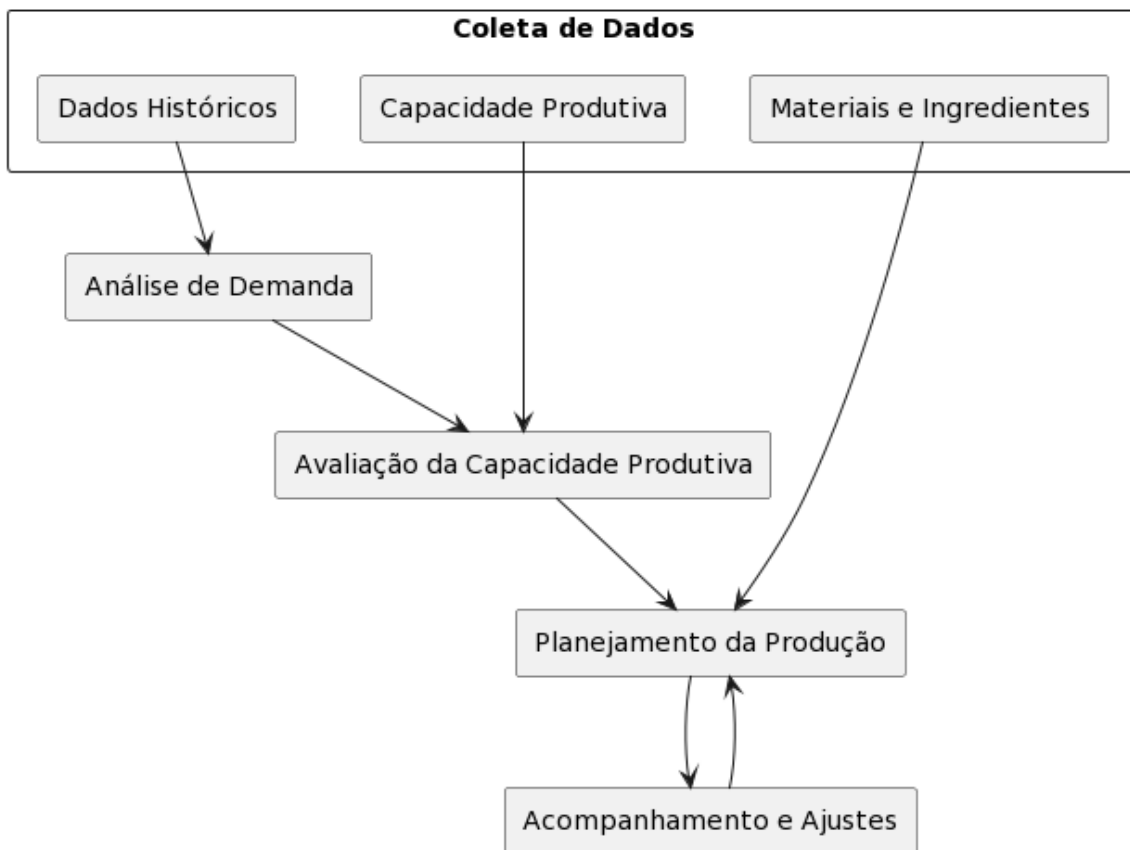 Coleta de Dados
Dados Históricos
Capacidade Produtiva
Materiais e Ingredientes
Análise de Demanda
Avaliação da Capacidade Produtiva
Planejamento da Produção
Acompanhamento e Ajustes